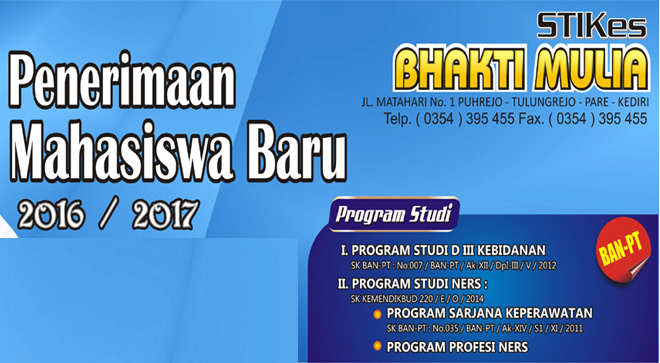 Penerimaan
Mahasiswa Baru
2016 / 2017
STIKes
BHAKTI MULIA
JL. MATAHARI No. 1 PUHREJO - TULUNGREJO - PARE - KEDIRI
Telp. ( 0354 ) 395 455 Fax. ( 0354 ) 395 455
Program Studi
BAN-PT
I. PROGRAM STUDI D III KEBIDANAN
SK BAN-PT : No.007 / BAN-PT / Ak-XII / Dpl-III / V / 2012
II. PROGRAM STUDI NERS :
SK KEMENDIKBUD 220 / E / O / 2014
PROGRAM SARJANA KEPERAWATAN
SK BAN-PT : No.035 / BAN-PT / Ak-XIV / S1 / XI / 2011
PROGRAM PROFESI NERS